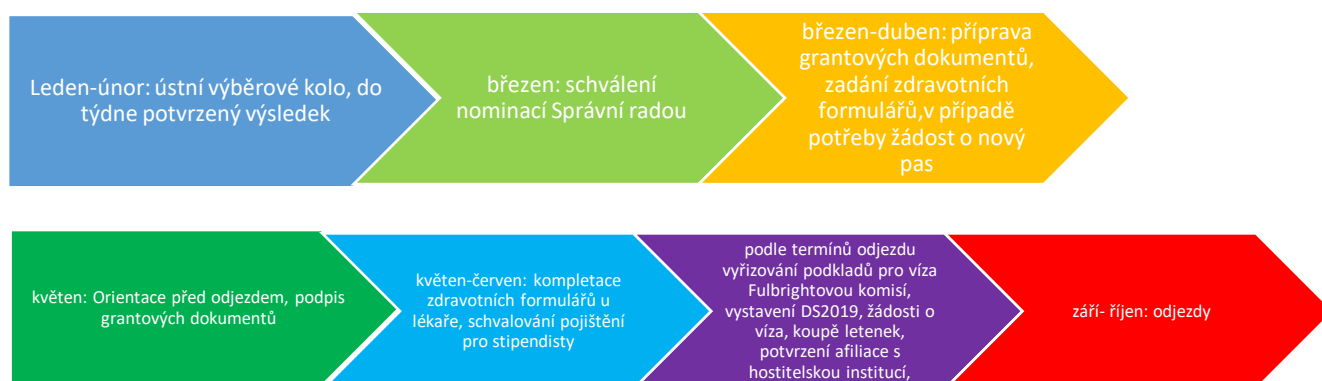 Leden-únor: ústní výběrové kolo, do
týdne potvrzený výsledek
březen: schválení
nominací Správní radou
březen-duben: příprava
grantových dokumentů,
zadání zdravotních
formulářů,v případě
potřeby žádost o nový
pas
květen: Orientace před odjezdem, podpis
grantových dokumentů
květen-červen: kompletace
zdravotních formulářů u
lékaře, schvalování pojištění
pro stipendisty
podle termínů odjezdu
vyřizování podkladů pro víza
Fulbrightovou komisí,
vystavení DS2019, žádosti o
víza, koupě letenek,
potvrzení afiliace s
hostitelskou institucí,
září- říjen: odjezdy